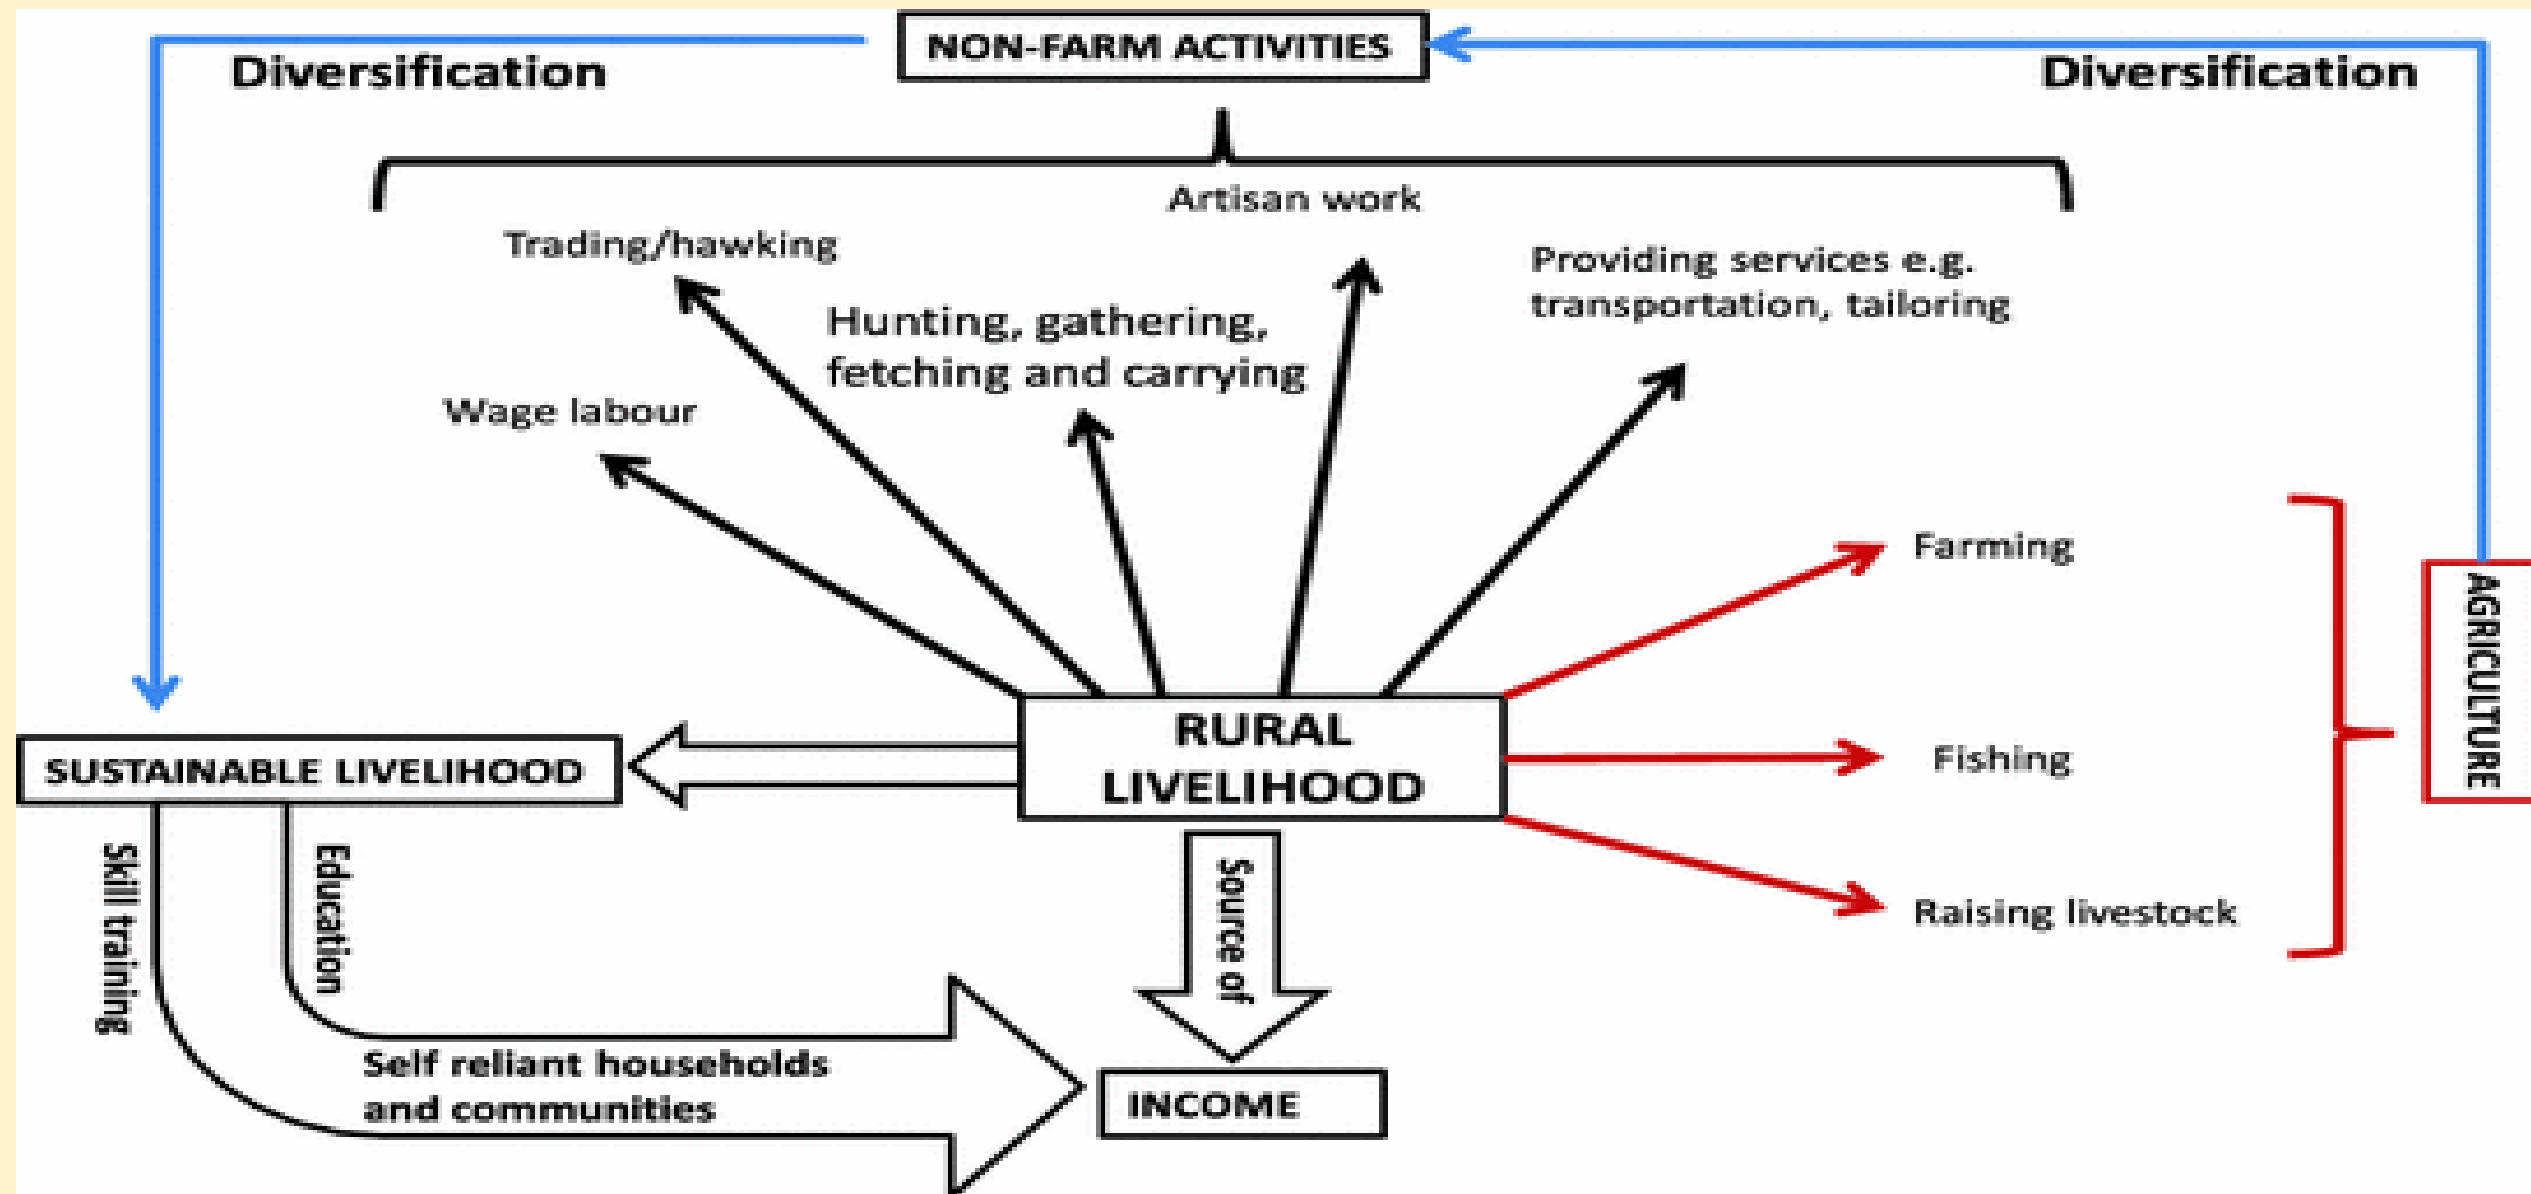 NON-FARM ACTIVITIES
Diversification
Diversification
Artisan work
Trading/hawking
Providing services e.g.
transportation, tailoring
Hunting, gathering,
fetching and carrying
Wage labour
Farming
AGRICULTURE
RURAL
LIVELIHOOD
Fishing
SUSTAINABLE LIVELIHOOD
Skill training
Education
Source of
Raising livestock
Self reliant households
and communities
INCOME